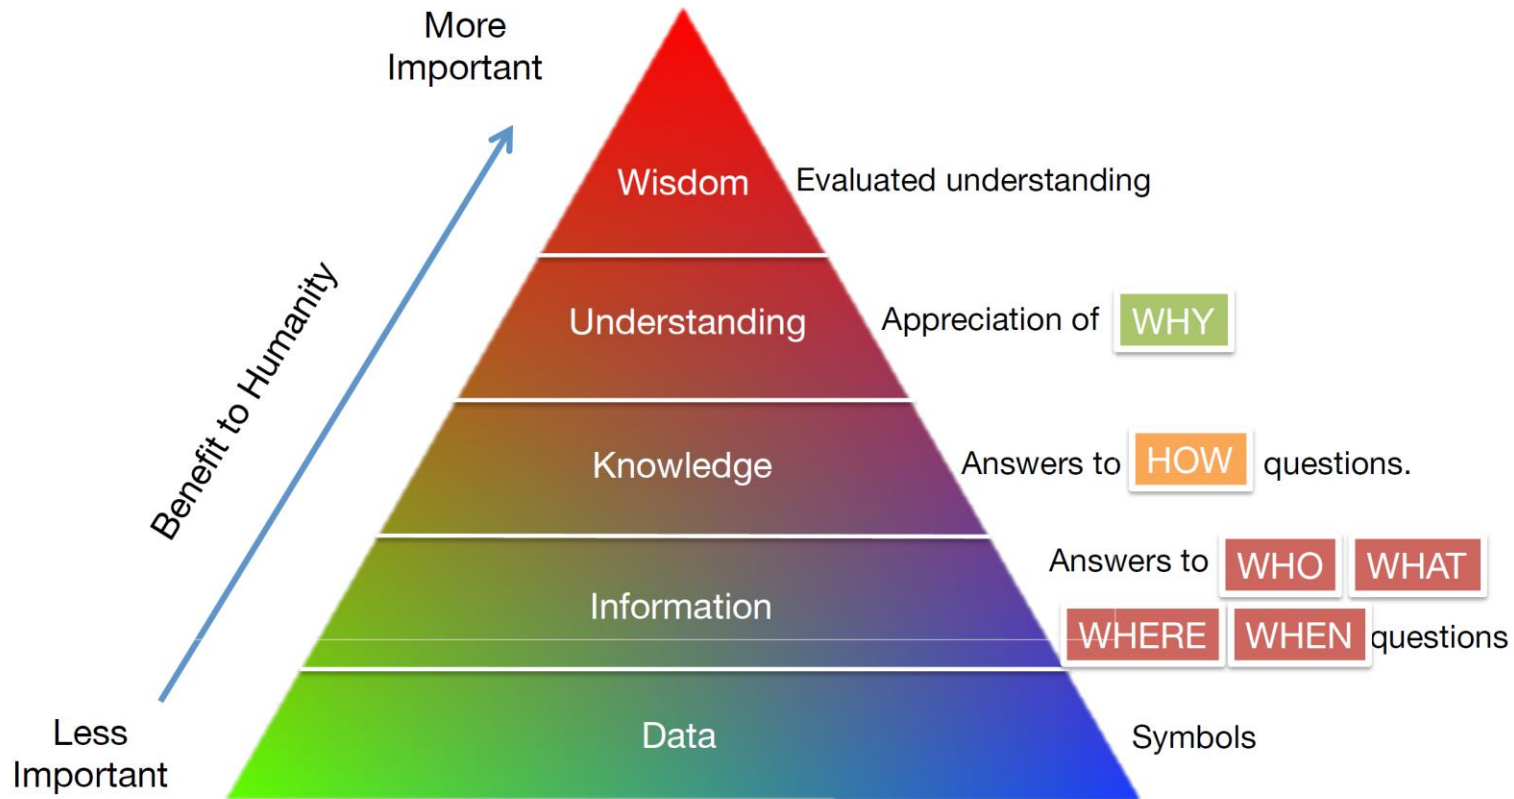 More
Important
Wisdom Evaluated understanding
Understanding Appreciation of WHY
Benefit to Humanity
Knowledge Answers to HOW questions.
Answers to WHO WHAT
Information
WHERE WHEN questions
Less
Important
Data Symbols